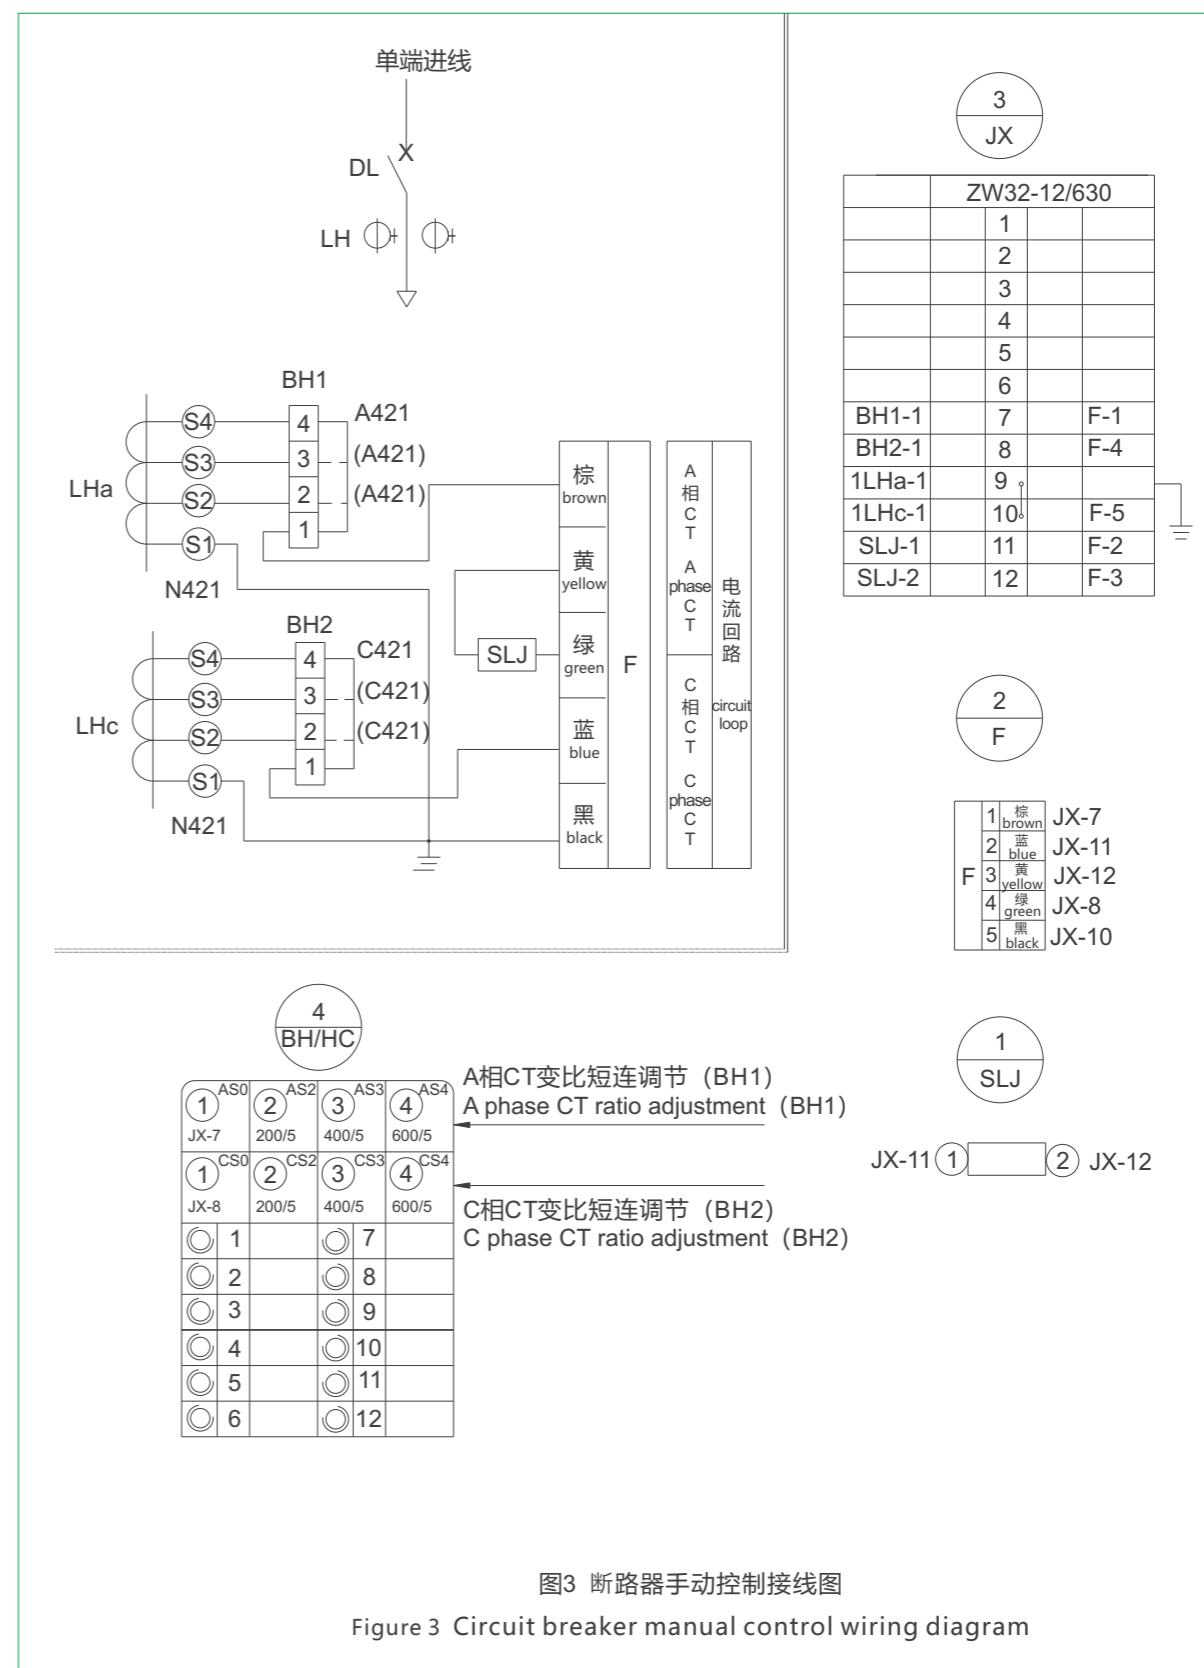 单端进线
DL
X
LH
BH1
LHa
S4
4
A421
S3
3
(A421)
S2
2
(A421)
S1
1
N421
BH2
LHc
S4
4
C421
S3
3
(C421)
S2
2
(C421)
S1
1
N421
SLJ
棕
brown
黄
yellow
绿
green
蓝
blue
黑
black
F
A
相
C
T
A
phase
C
T
C
相
C
T
C
phase
C
T
电
流
回
路
circuit
loop
3
JX
ZW32-12/630
1
2
3
4
5
6
BH1-1 7 F-1
BH2-1 8 F-4
1LHa-1 9
1LHc-1 10 F-5
SLJ-1 11 F-2
SLJ-2 12 F-3
2
F
F
1 棕 brown JX-7
2 蓝 blue JX-11
3 黄 yellow JX-12
4 绿 green JX-8
5 黑 black JX-10
1
SLJ
JX-11 1 2 JX-12
4
BH/HC
1 AS0 2 AS2 3 AS3 4 AS4
JX-7 200/5 400/5 600/5
1 CS0 2 CS2 3 CS3 4 CS4
JX-8 200/5 400/5 600/5
1 7
2 8
3 9
4 10
5 11
6 12
A相CT变比短连调节（BH1）
A phase CT ratio adjustment（BH1）
C相CT变比短连调节（BH2）
C phase CT ratio adjustment（BH2）
图3 断路器手动控制接线图
Figure 3 Circuit breaker manual control wiring diagram